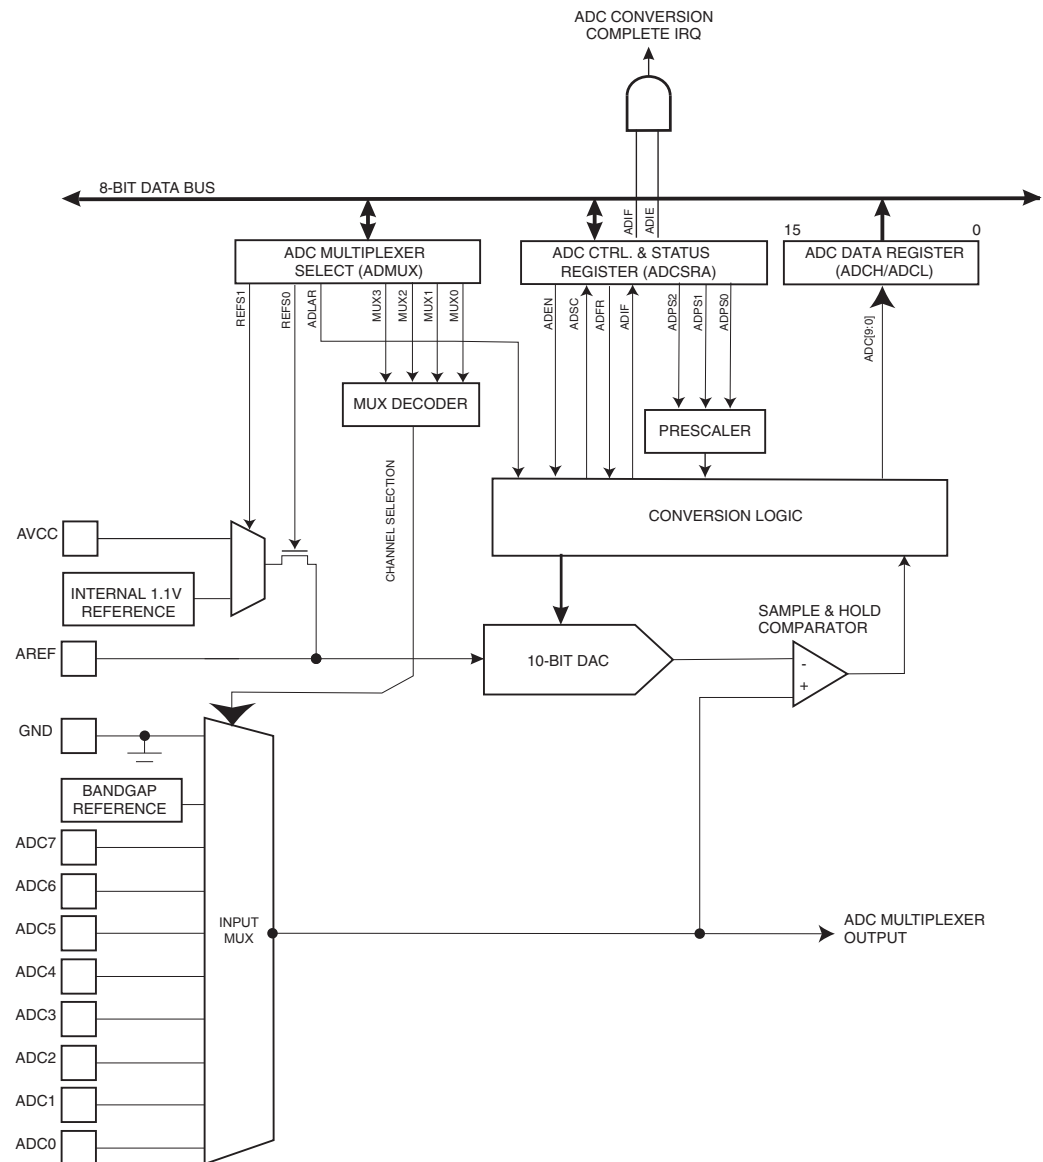 ADC CONVERSION
COMPLETE IRQ
8-BIT DATA BUS
ADIF
ADIE
15
0
ADC MULTIPLEXER
SELECT (ADMUX)
ADC CTRL. & STATUS
REGISTER (ADCSRA)
ADC DATA REGISTER
(ADCH/ADCL)
REFS1
REFS0
ADLAR
MUX3
MUX2
MUX1
MUX0
ADEN
ADSC
ADFR
ADIF
ADPS2
ADPS1
ADPS0
ADC[9:0]
MUX DECODER
PRESCALER
CHANNEL SELECTION
CONVERSION LOGIC
AVCC
INTERNAL 1.1V
REFERENCE
SAMPLE & HOLD
COMPARATOR
AREF
10-BIT DAC
-
+
GND
BANDGAP
REFERENCE
ADC7
ADC6
ADC5
INPUT
MUX
ADC MULTIPLEXER
OUTPUT
ADC4
ADC3
ADC2
ADC1
ADC0